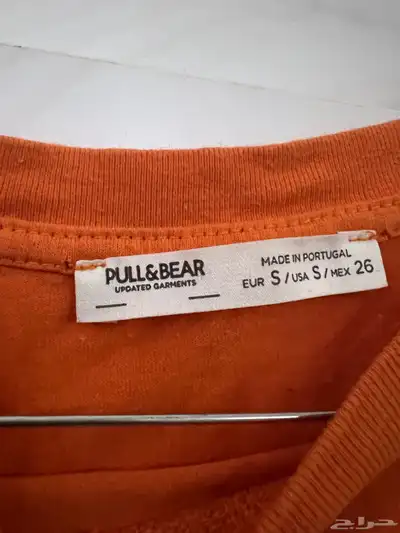 PULL&BEAR
UPDATED GARMENTS
MADE IN PORTUGAL
EUR S / USA S / MEX 26
حراج